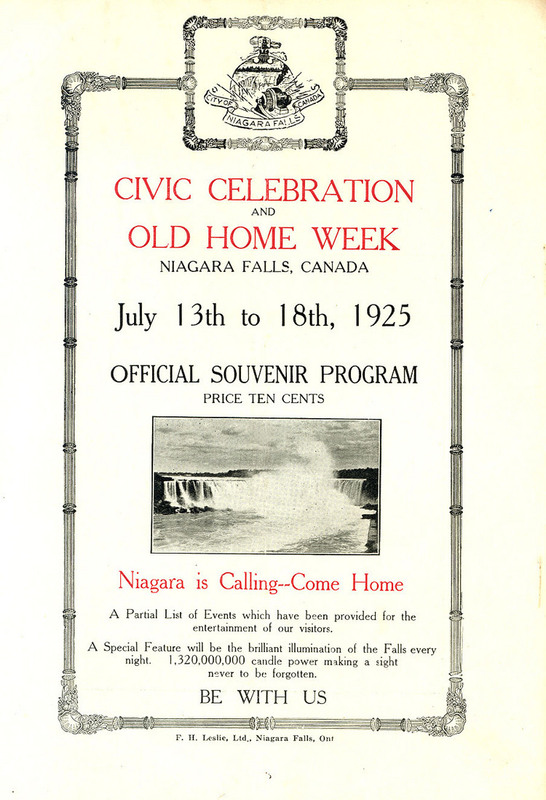 CITY OF
NIAGARA FALLS
CANADA
CIVIC CELEBRATION
AND
OLD HOME WEEK
NIAGARA FALLS, CANADA
July 13th to 18th, 1925
OFFICIAL SOUVENIR PROGRAM
PRICE TEN CENTS
Niagara is Calling--Come Home
A Partial List of Events which have been provided for the
entertainment of our visitors.
A Special Feature will be the brilliant illumination of the Falls every
night. 1,320,000,000 candle power making a sight
never to be forgotten.
BE WITH US
F. H. Leslie, Ltd., Niagara Falls, Ont